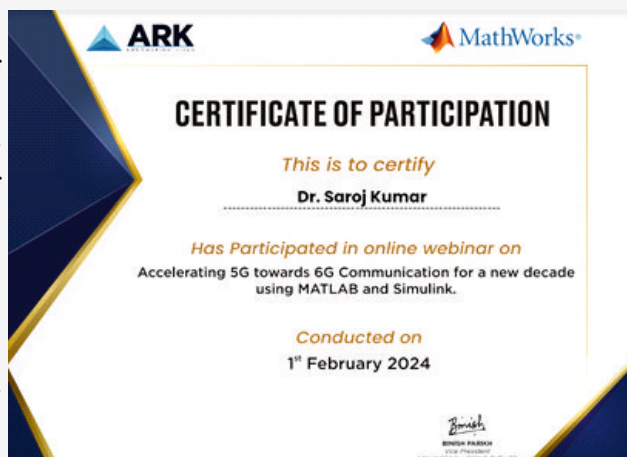 ARK
MathWorks®
CERTIFICATE OF PARTICIPATION
This is to certify
Dr. Saroj Kumar
Has Participated in online webinar on
Accelerating 5G towards 6G Communication for a new decade
using MATLAB and Simulink.
Conducted on
1st February 2024
Binish
BINISH PARIKH
Vice President